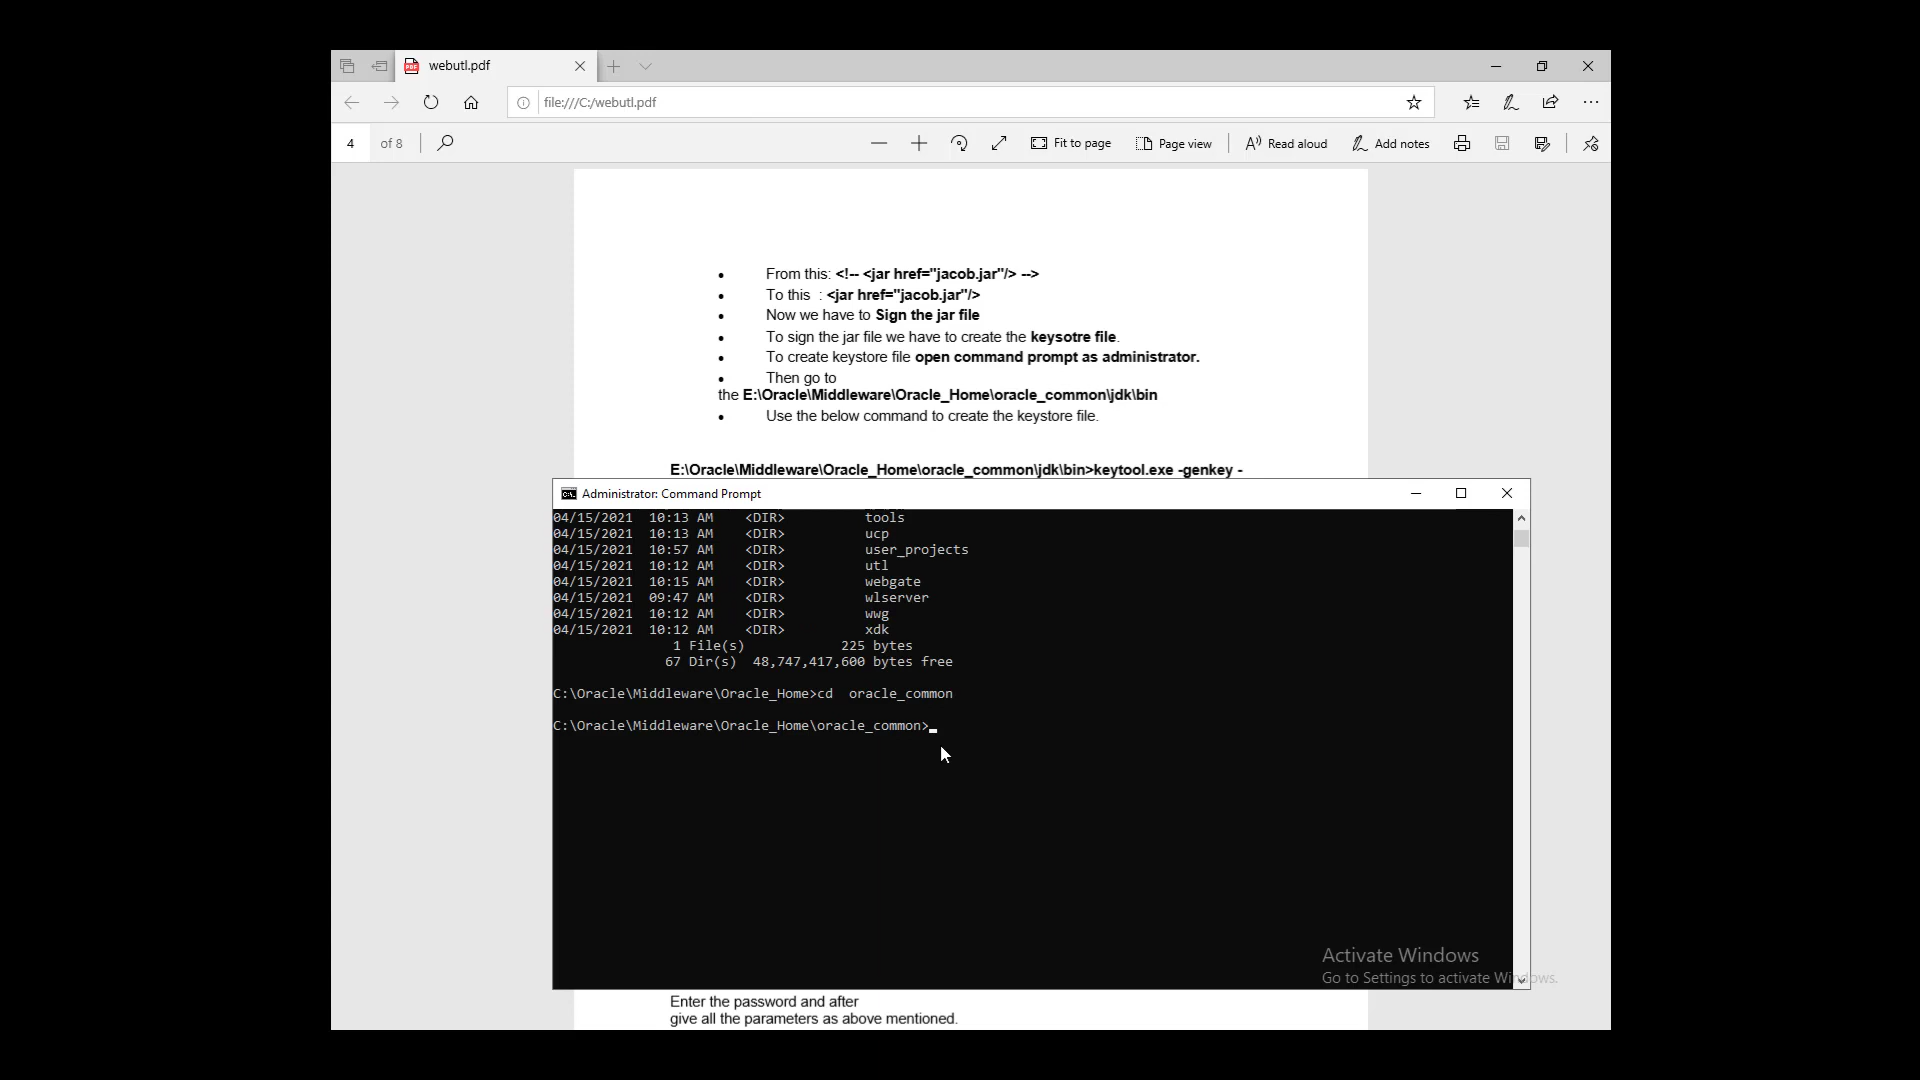 webutl.pdf
file:///C:/webutl.pdf
4 of 8
Fit to page
Page view
Read aloud
Add notes
• From this: <!-- <jar href="jacob.jar"/> -->
• To this : <jar href="jacob.jar"/>
• Now we have to Sign the jar file
• To sign the jar file we have to create the keysotre file.
• To create keystore file open command prompt as administrator.
• Then go to
the E:\Oracle\Middleware\Oracle_Home\oracle_common\jdk\bin
• Use the below command to create the keystore file.
E:\Oracle\Middleware\Oracle_Home\oracle_common\jdk\bin>keytool.exe -genkey -
Administrator: Command Prompt
04/15/2021  10:13 AM    <DIR>          tools
04/15/2021  10:13 AM    <DIR>          ucp
04/15/2021  10:57 AM    <DIR>          user_projects
04/15/2021  10:12 AM    <DIR>          utl
04/15/2021  10:15 AM    <DIR>          webgate
04/15/2021  09:47 AM    <DIR>          wlserver
04/15/2021  10:12 AM    <DIR>          wwg
04/15/2021  10:12 AM    <DIR>          xdk
1 File(s)            225 bytes
67 Dir(s)  48,747,417,600 bytes free
C:\Oracle\Middleware\Oracle_Home>cd  oracle_common
C:\Oracle\Middleware\Oracle_Home\oracle_common>
Activate Windows
Go to Settings to activate Windows.
Enter the password and after
give all the parameters as above mentioned.